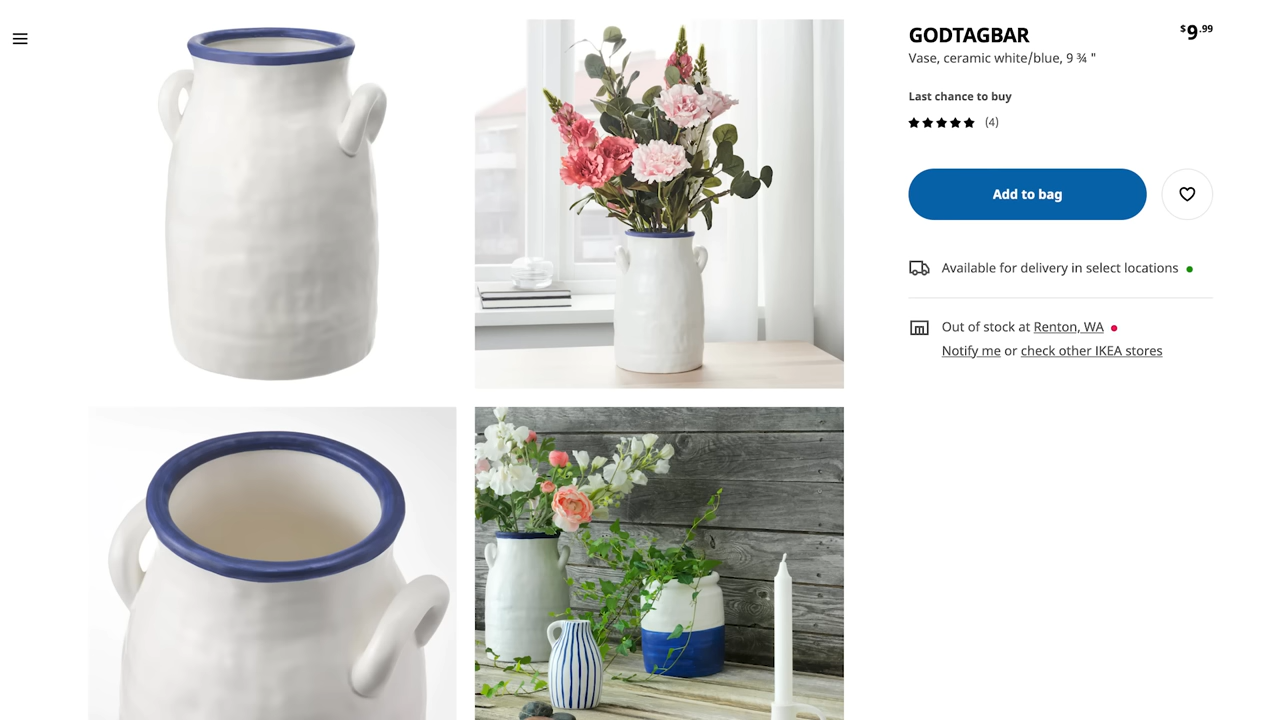 GODTAGBAR
$9.99
Vase, ceramic white/blue, 9 ¾ "
Last chance to buy
(4)
Add to bag
Available for delivery in select locations
Out of stock at Renton, WA
Notify me or check other IKEA stores